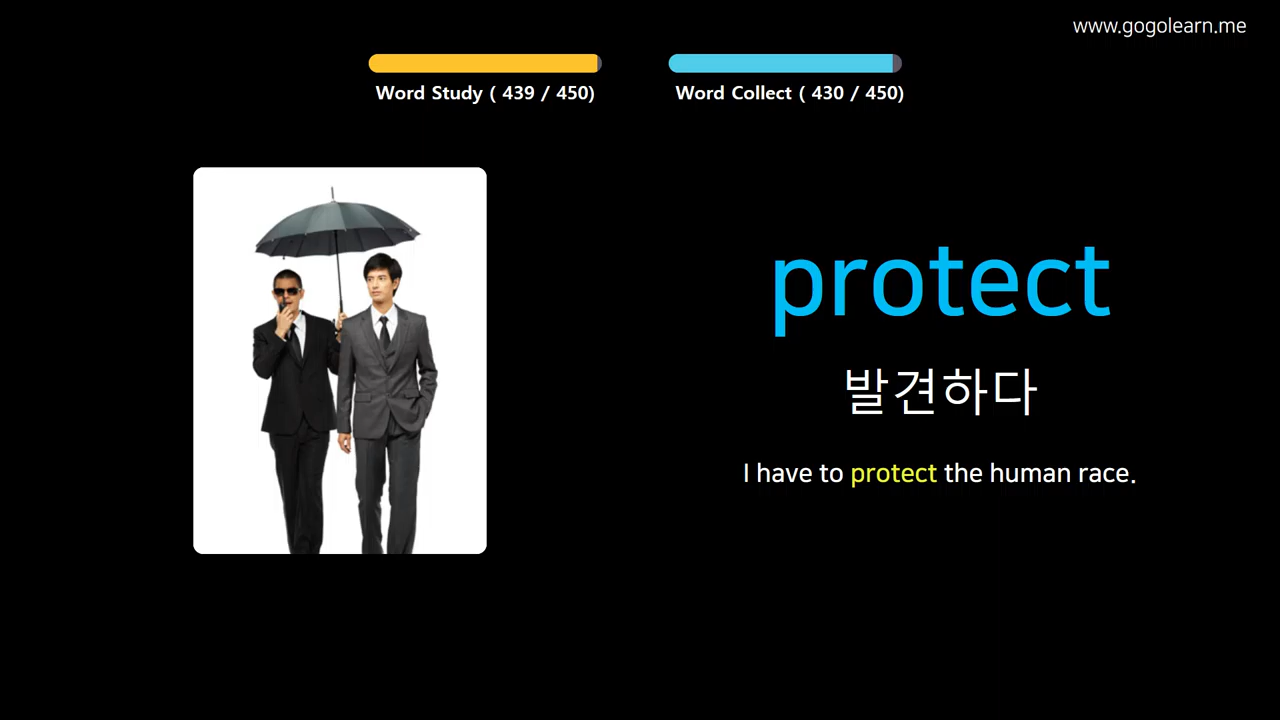 www.gogolearn.me
Word Study ( 439 / 450)
Word Collect ( 430 / 450)
protect
발견하다
I have to protect the human race.